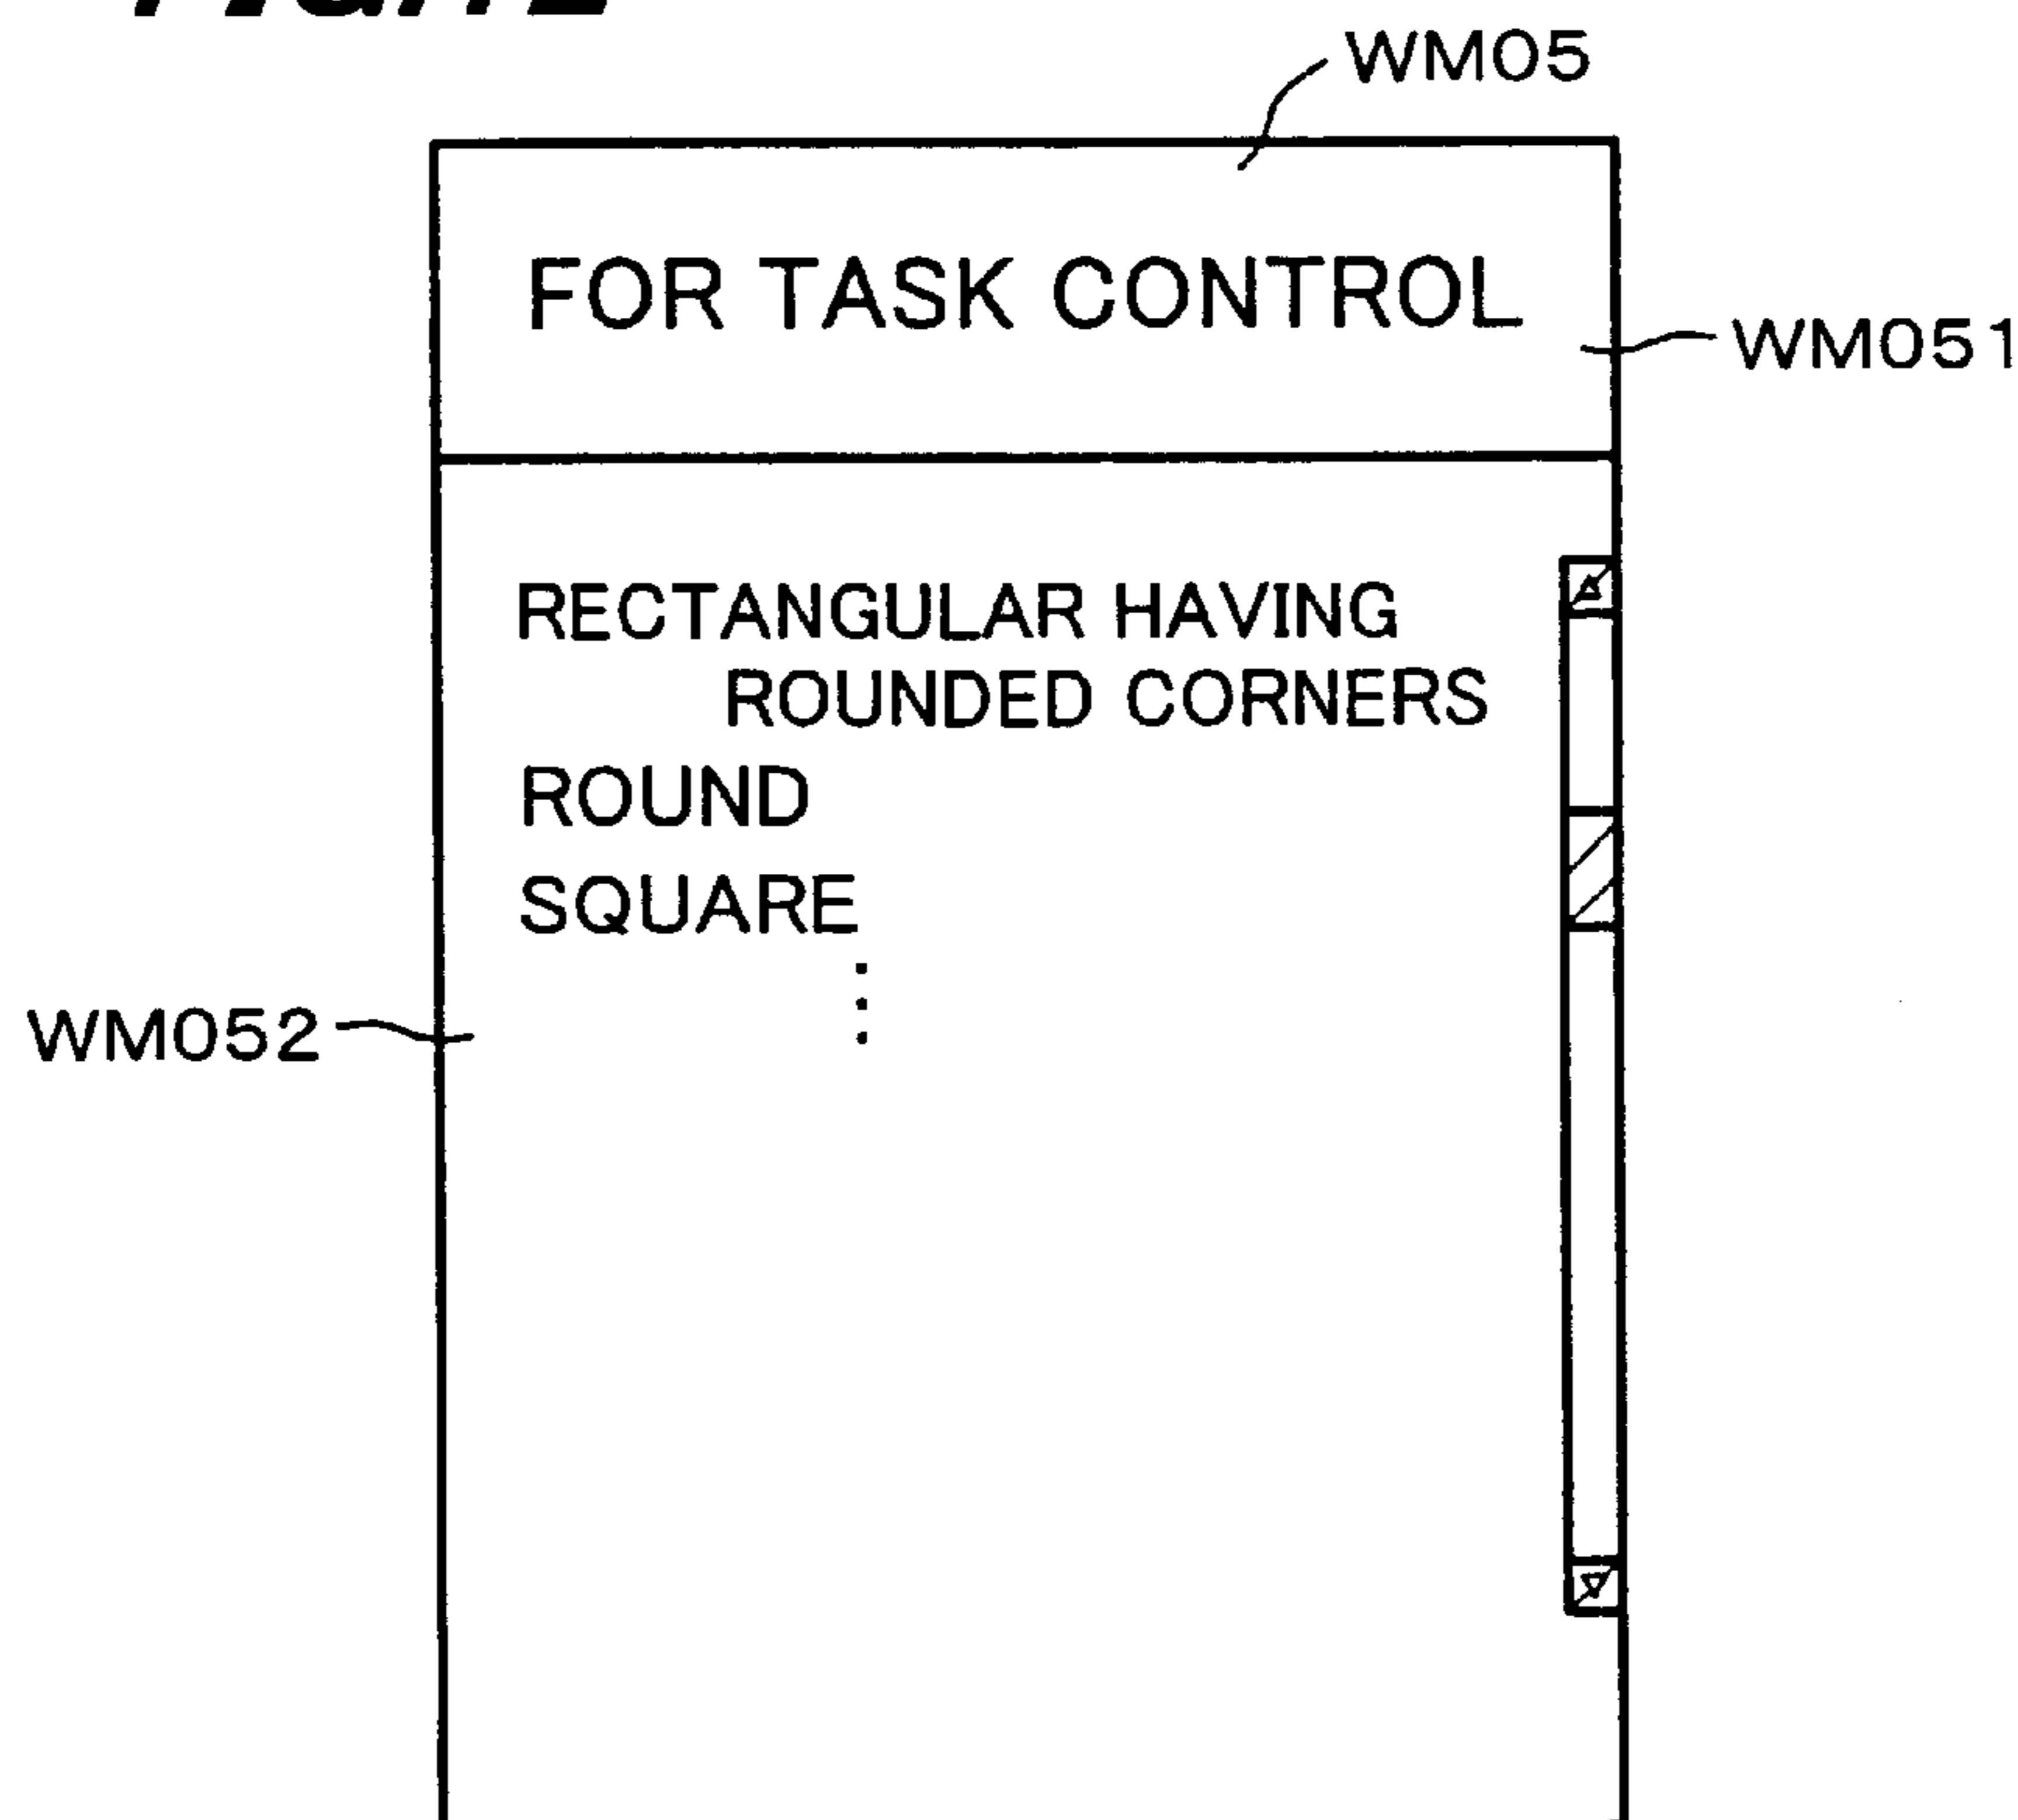 WM05
FOR TASK CONTROL
WM051
RECTANGULAR HAVING
ROUNDED CORNERS
ROUND
SQUARE
WM052